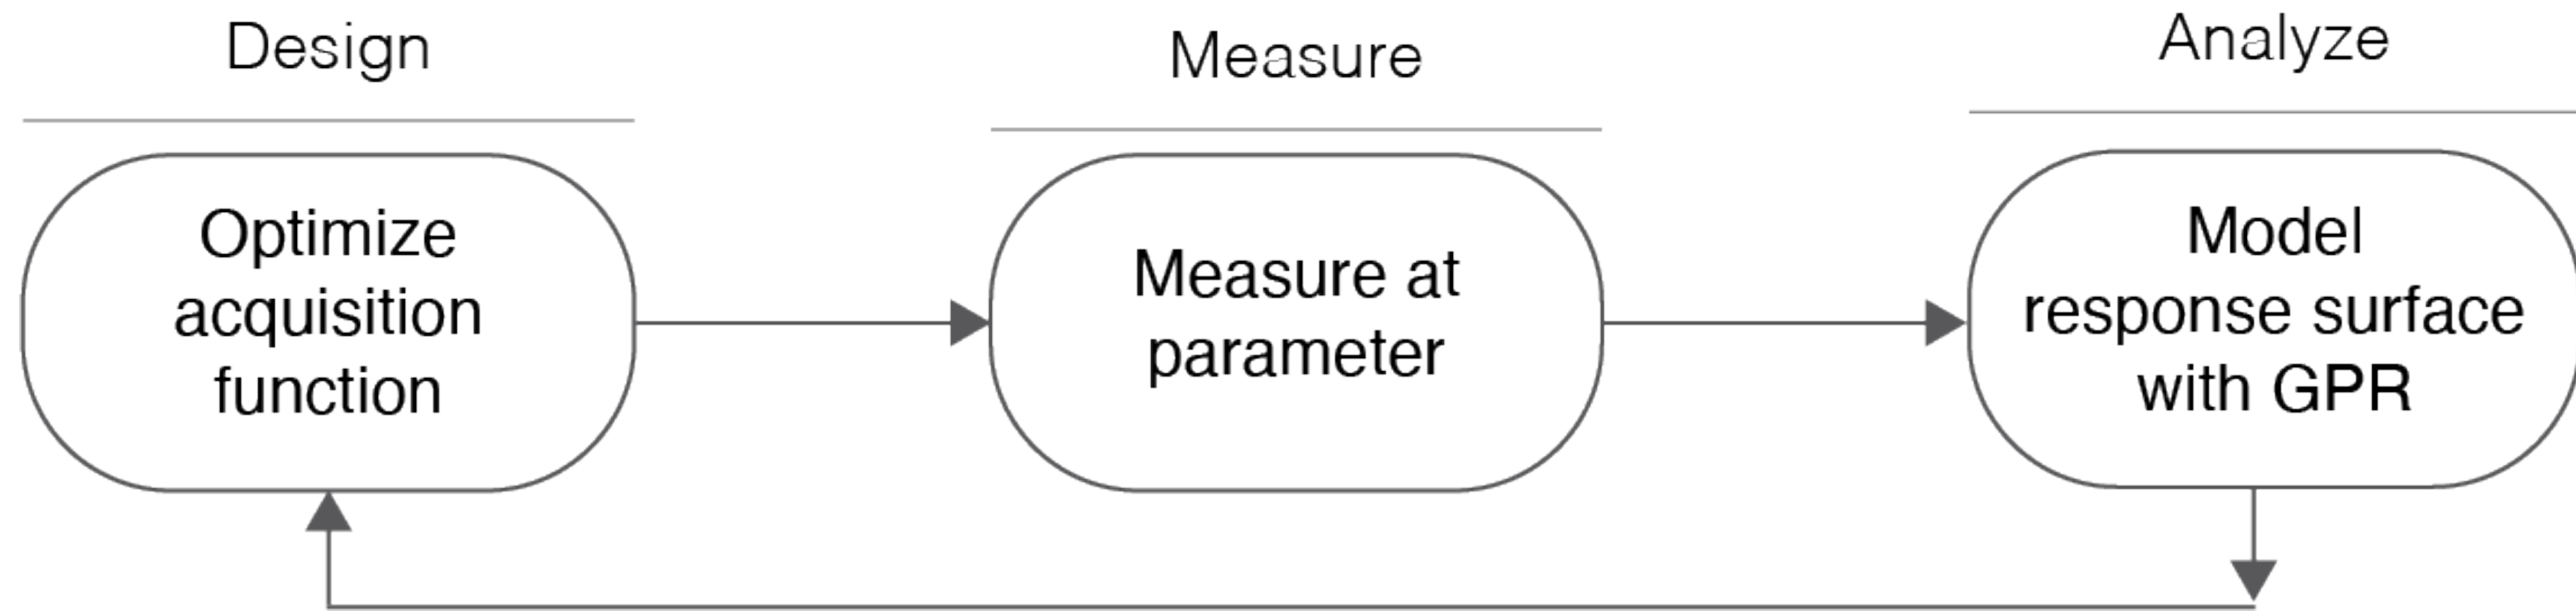 Design
Measure
Analyze
Optimize
acquisition
function
Measure at
parameter
Model
response surface
with GPR